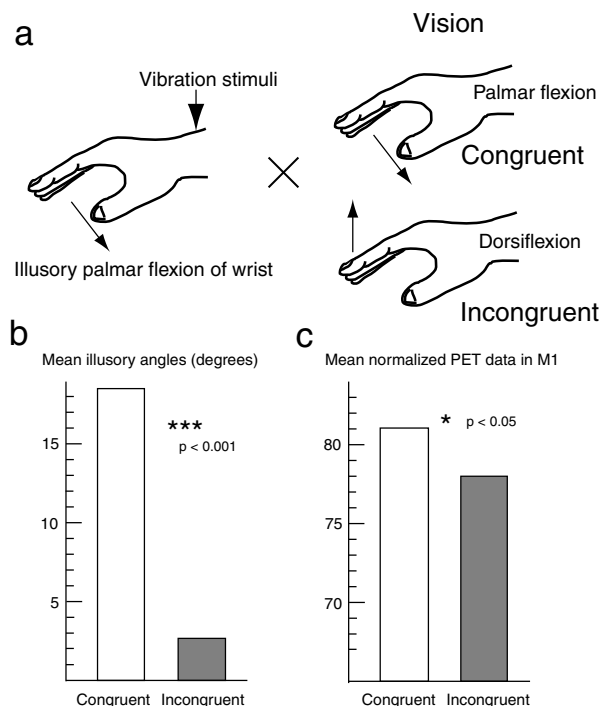 a
Vision
Vibration stimuli
Illusory palmar flexion of wrist
Palmar flexion
Congruent
Dorsiflexion
Incongruent
b
Mean illusory angles (degrees)
15
10
5
***
p < 0.001
Congruent Incongruent
c
Mean normalized PET data in M1
80
75
70
*
p < 0.05
Congruent Incongruent